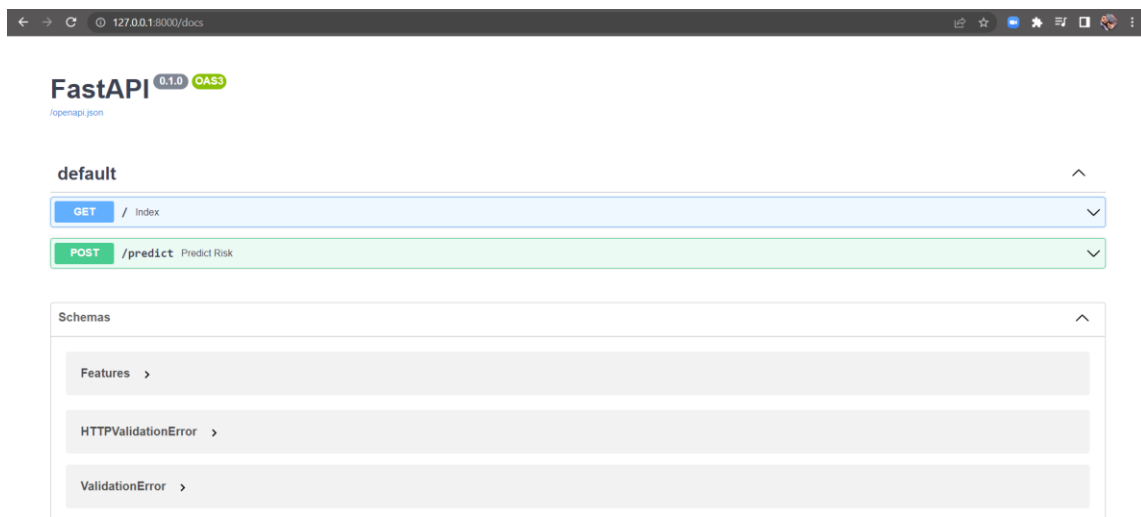 127.0.0.1:8000/docs
FastAPI 0.1.0 OAS3
/openapi.json
default
GET / Index
POST /predict Predict Risk
Schemas
Features
HTTPValidationError
ValidationError